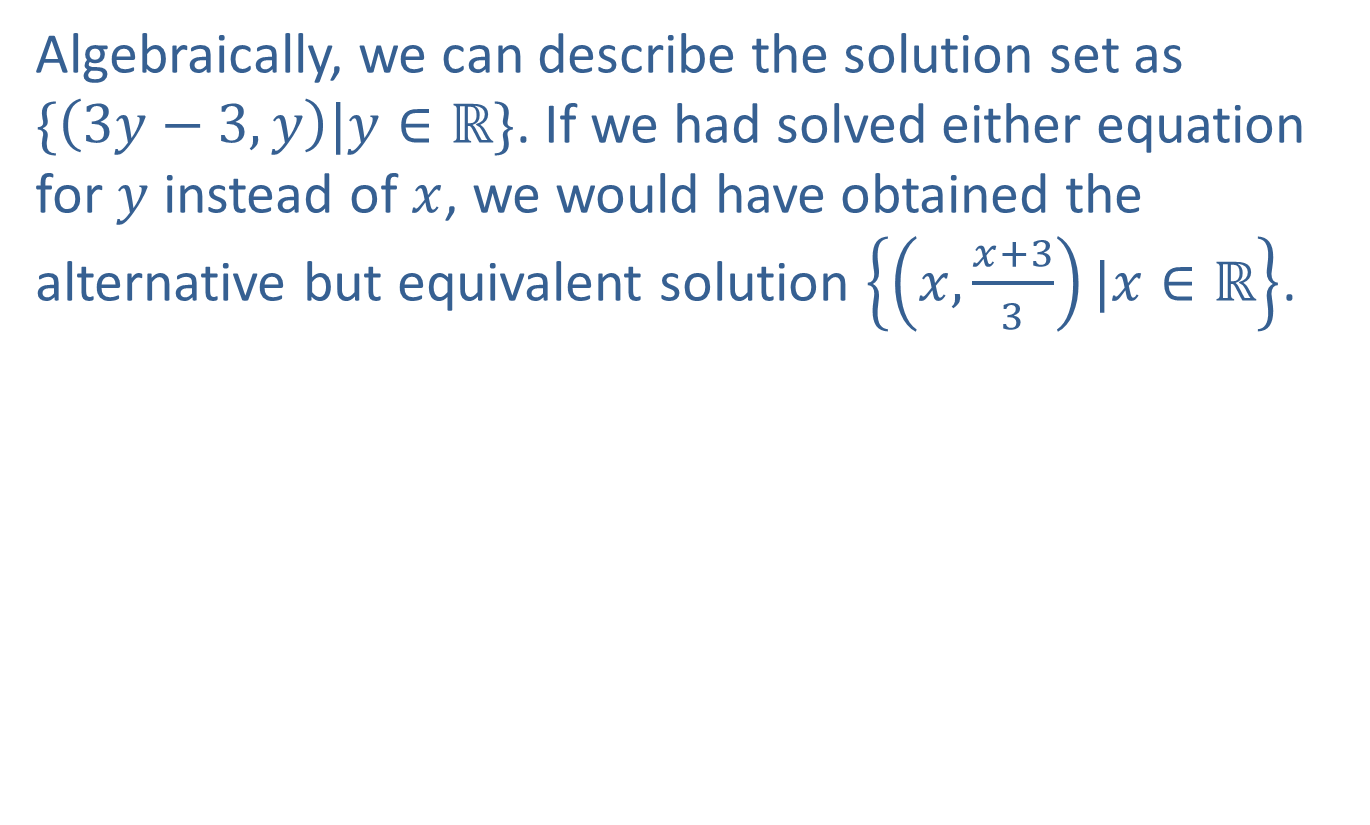 Algebraically, we can describe the solution set as
{(3𝑦 − 3, 𝑦)|𝑦 ∈ ℝ}. If we had solved either equation
for 𝑦 instead of 𝑥, we would have obtained the
alternative but equivalent solution {(𝑥, (𝑥+3)/3) |𝑥 ∈ ℝ}.